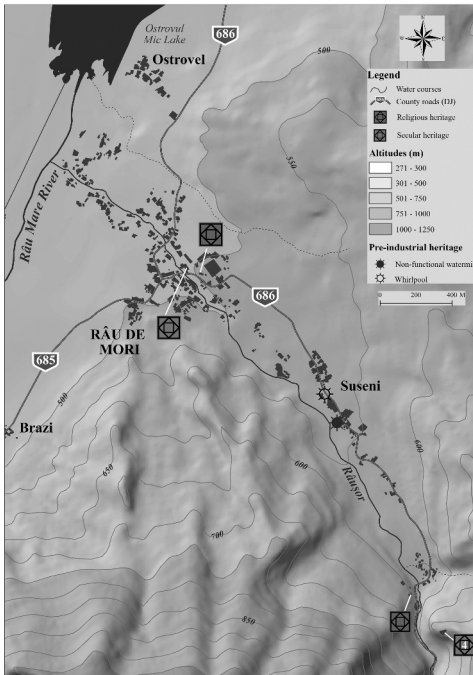 Ostrovul
Mic Lake
Ostrovel
686
500
N
W
E
S
Legend
Water courses
County roads (DJ)
Religious heritage
Secular heritage
Altitudes (m)
271 - 300
301 - 500
501 - 750
751 - 1000
1000 - 1250
Pre-industrial heritage
Non-functional watermi
Whirlpool
0 200 400 M
550
Râu Mare River
686
RÂU DE
MORI
685
Suseni
Brazi
500
600
650
600
Râușor
700
850